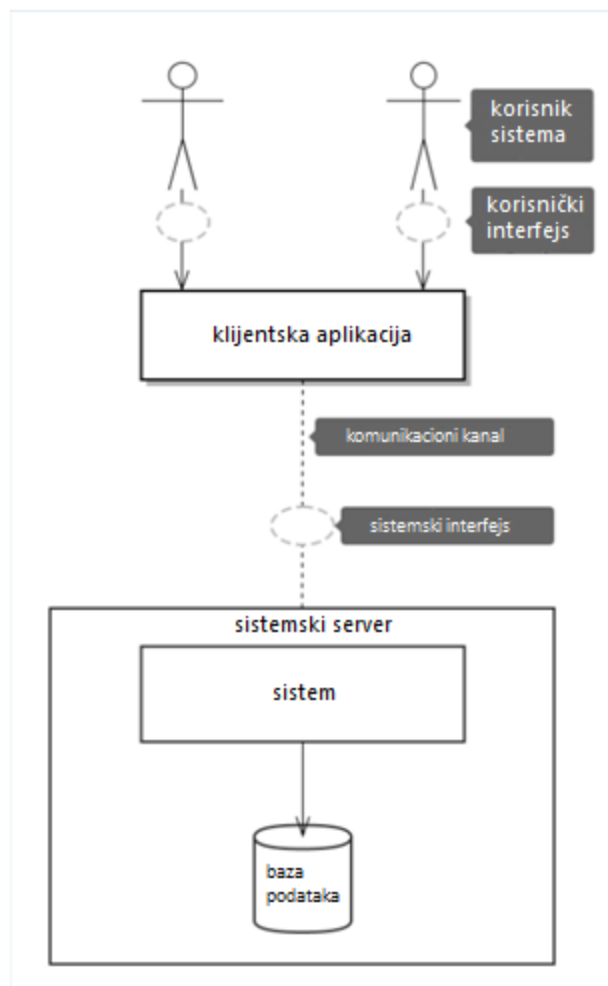 korisnik
sistema
korisnički
interfejs
klijentska aplikacija
komunikacioni kanal
sistemski interfejs
sistemski server
sistem
baza
podataka